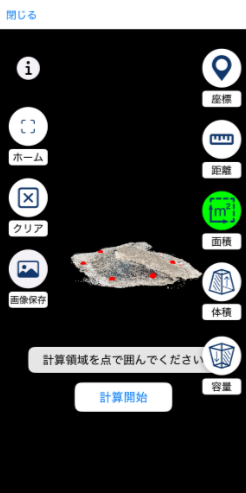 閉じる
i
座標
ホーム
距離
クリア
m²
面積
画像保存
体積
計算領域を点で囲んでください
容量
計算開始